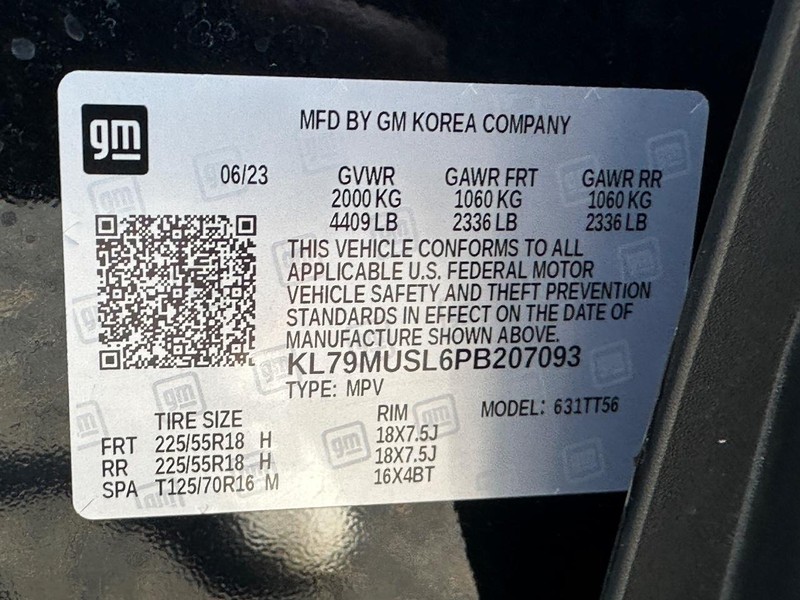 gm
MFD BY GM KOREA COMPANY
06/23 GVWR GAWR FRT GAWR RR
2000 KG 1060 KG 1060 KG
4409 LB 2336 LB 2336 LB
THIS VEHICLE CONFORMS TO ALL
APPLICABLE U.S. FEDERAL MOTOR
VEHICLE SAFETY AND THEFT PREVENTION
STANDARDS IN EFFECT ON THE DATE OF
MANUFACTURE SHOWN ABOVE.
KL79MUSL6PB207093
TYPE: MPV
MODEL: 631TT56
TIRE SIZE RIM
FRT 225/55R18 H 18X7.5J
RR 225/55R18 H 18X7.5J
SPA T125/70R16 M 16X4BT